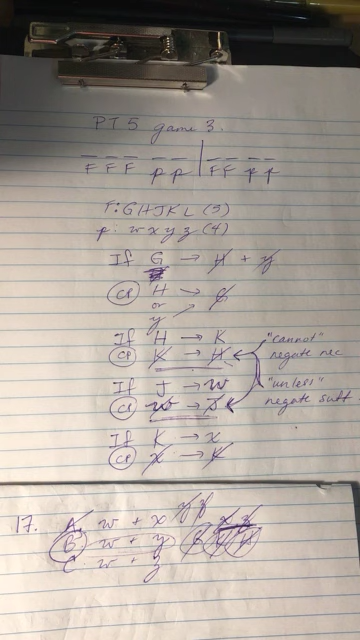 PT 5 game 3.
F F F P P | F F P P
F: G H J K L (5)
P: W X Y Z (4)
If G → H + Y
CP H → G
or
Y
If H → K "cannot"
CP K → H negate nec
If J → W "unless"
CP W → J negate suff
If K → X
CP X → K
17. A. W + X
B. W + Y
C. W + Z